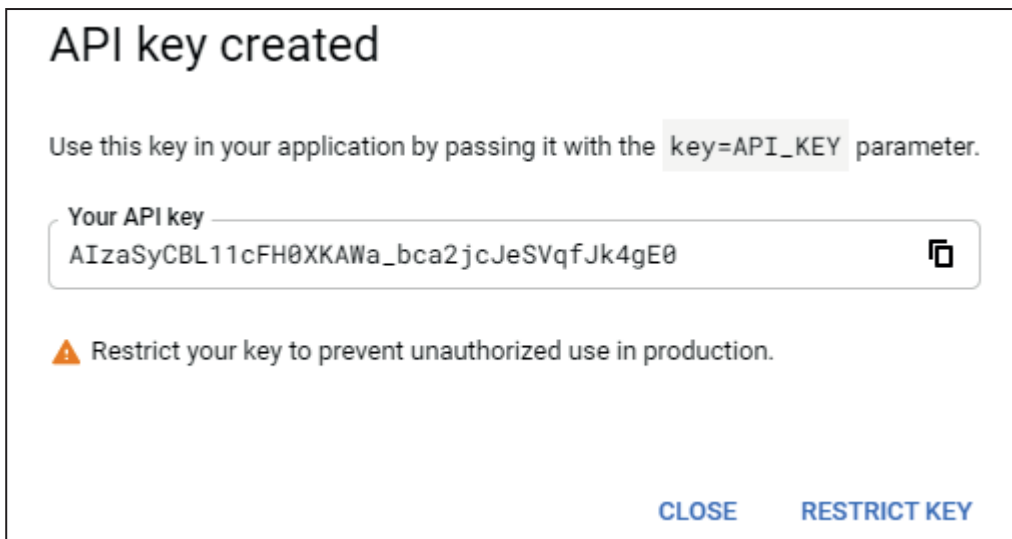 API key created
Use this key in your application by passing it with the key=API_KEY parameter.
Your API key
AIzaSyCBL11cFH0XKAWa_bca2jcJeSVqfJk4gE0
Restrict your key to prevent unauthorized use in production.
CLOSE RESTRICT KEY